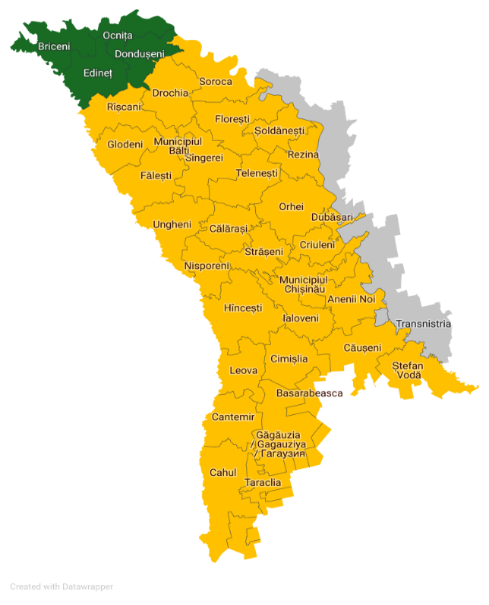 Ocnița
Briceni
Dondușeni
Edineț
Soroca
Drochia
Rîșcani
Florești
Șoldănești
Glodeni
Municipiul
Bălți
Sîngerei
Rezina
Fălești
Telenești
Orhei
Dubăsari
Ungheni
Călărași
Criuleni
Strășeni
Nisporeni
Municipiul
Chișinău
Anenii Noi
Hîncești
Ialoveni
Transnistria
Căușeni
Cimișlia
Ștefan
Vodă
Leova
Basarabeasca
Cantemir
Găgăuzia
/Gagauziya
/Гагаузия
Cahul
Taraclia
Created with Datawrapper